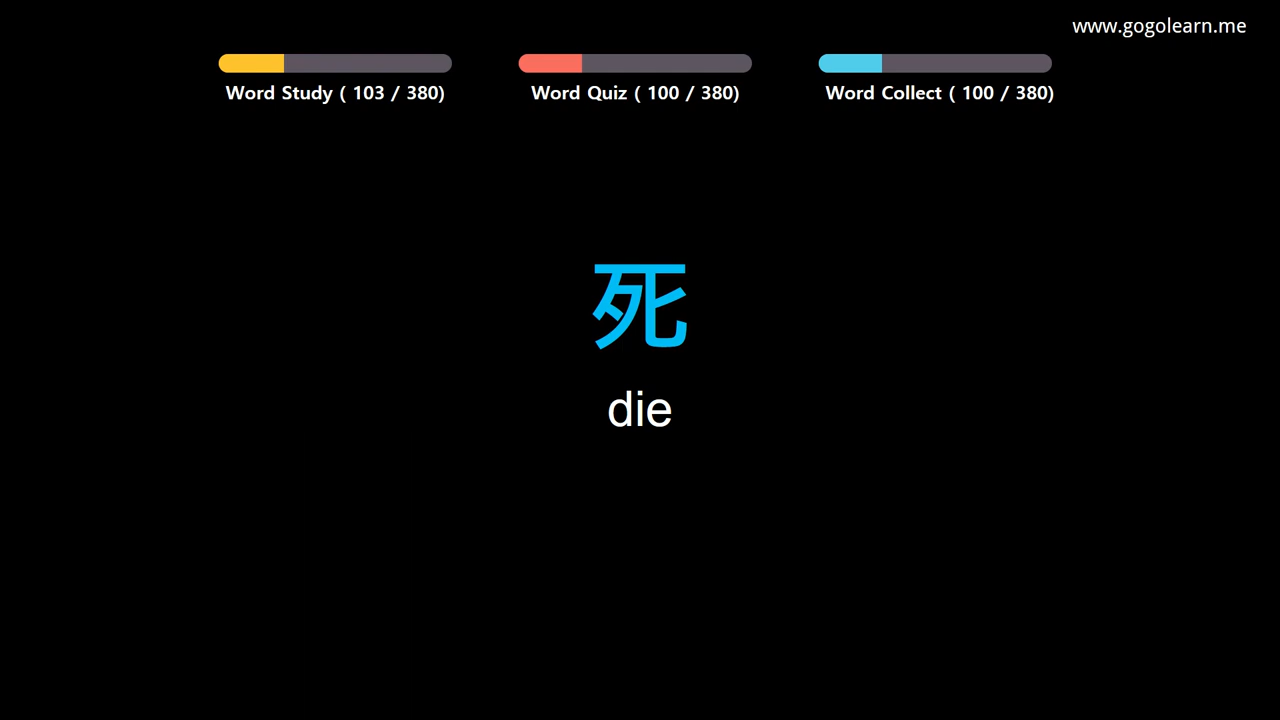 www.gogolearn.me
Word Study ( 103 / 380)
Word Quiz ( 100 / 380)
Word Collect ( 100 / 380)
死
die